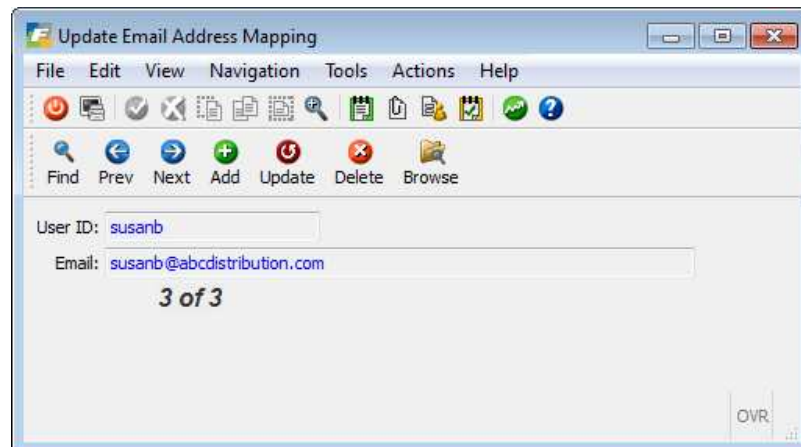 Update Email Address Mapping
File Edit View Navigation Tools Actions Help
Find Prev Next Add Update Delete Browse
User ID: susanb
Email: susanb@abcdistribution.com
3 of 3
OVR